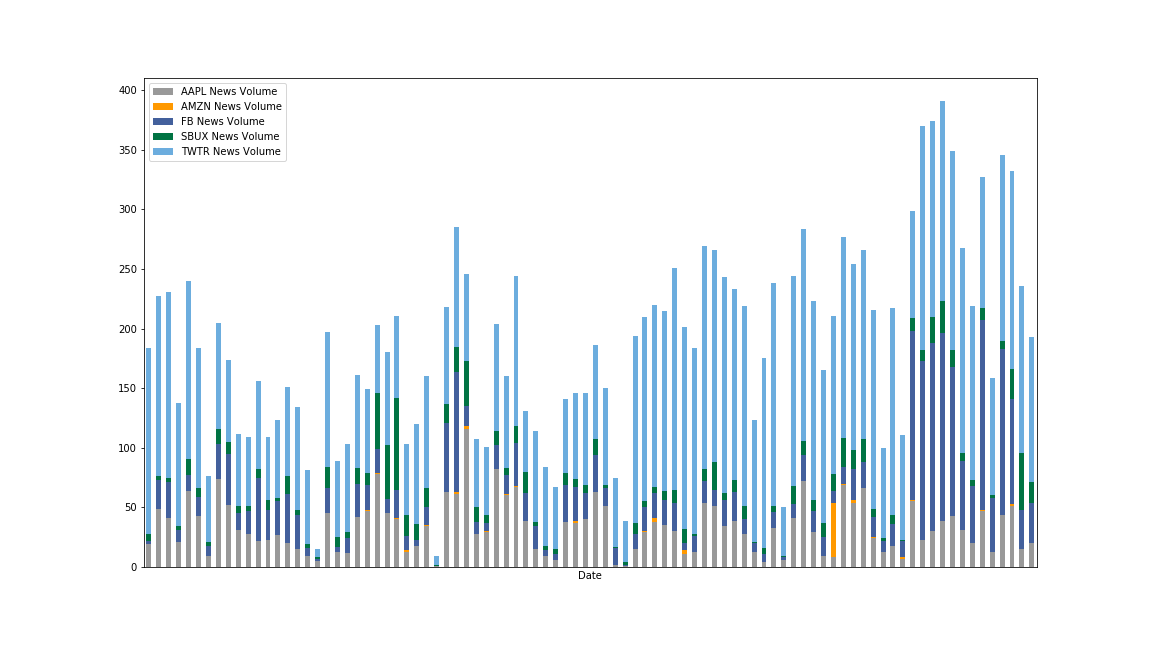 400
350
300
250
200
150
100
50
0
AAPL News Volume
AMZN News Volume
FB News Volume
SBUX News Volume
TWTR News Volume
Date